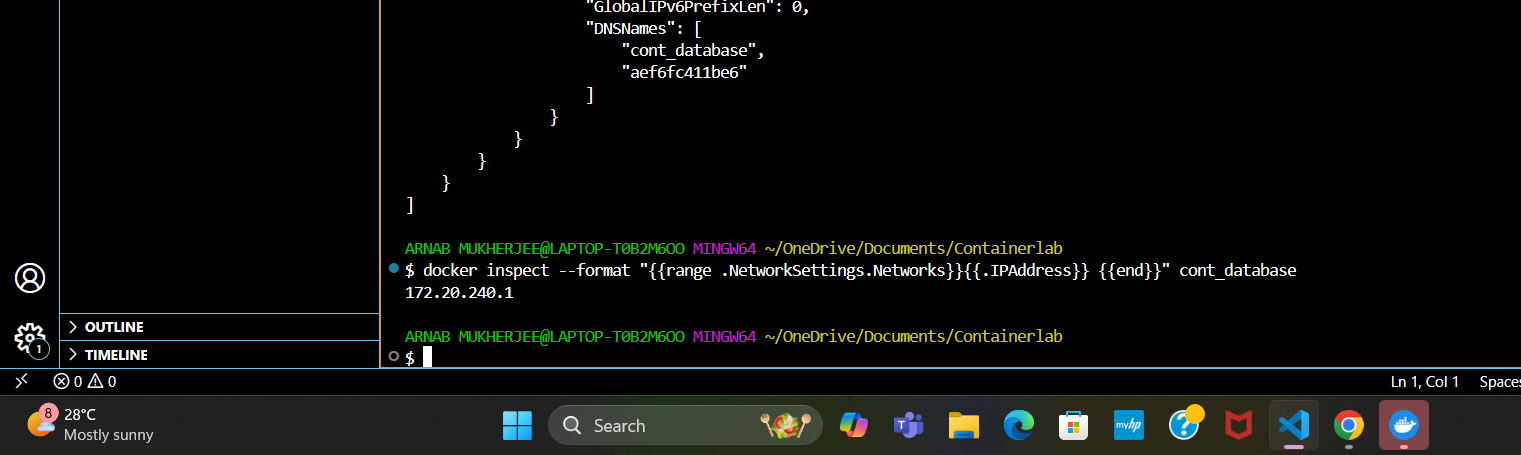 "GlobalIPv6PrefixLen": 0,
"DNSNames": [
"cont_database",
"aef6fc411be6"
]
}
}
}
}
]
ARNAB MUKHERJEE@LAPTOP-T0B2M6OO MINGW64 ~/OneDrive/Documents/Containerlab
$ docker inspect --format "{{range .NetworkSettings.Networks}}{{.IPAddress}} {{end}}" cont_database
172.20.240.1
ARNAB MUKHERJEE@LAPTOP-T0B2M6OO MINGW64 ~/OneDrive/Documents/Containerlab
$
1
OUTLINE
TIMELINE
0 0
Ln 1, Col 1 Spaces
8
28°C
Mostly sunny
Search
myhp